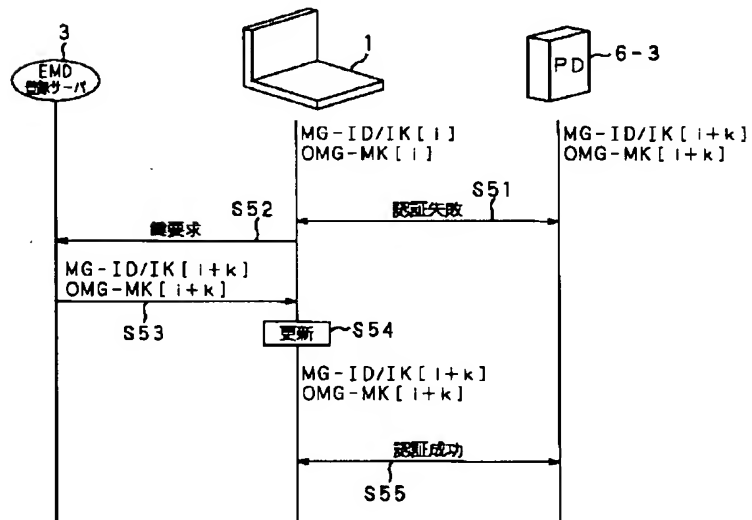 3
EMD
登録サーバ
1
PD
6-3
MG-ID/IK[i]
OMG-MK[i]
MG-ID/IK[i+k]
OMG-MK[i+k]
S51
認証失敗
S52
鍵要求
MG-ID/IK[i+k]
OMG-MK[i+k]
S53
更新
S54
MG-ID/IK[i+k]
OMG-MK[i+k]
認証成功
S55